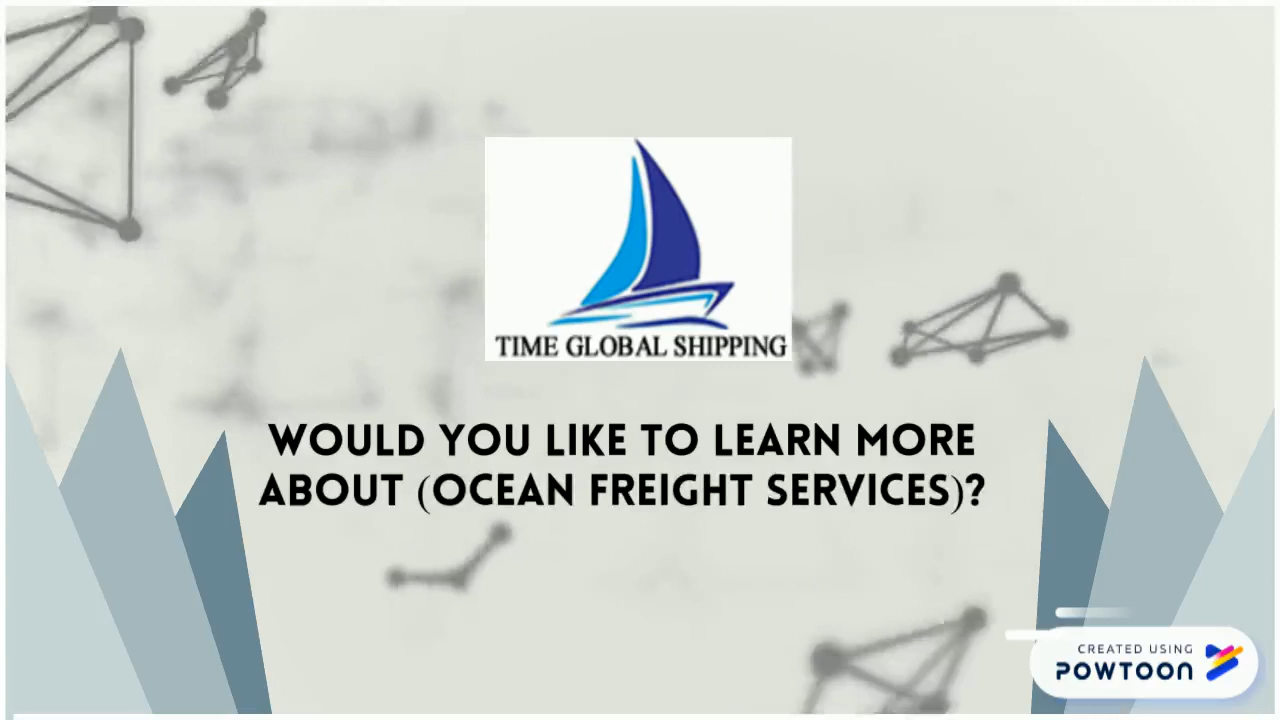 TIME GLOBAL SHIPPING
WOULD YOU LIKE TO LEARN MORE
ABOUT (OCEAN FREIGHT SERVICES)?
CREATED USING
POWTOON